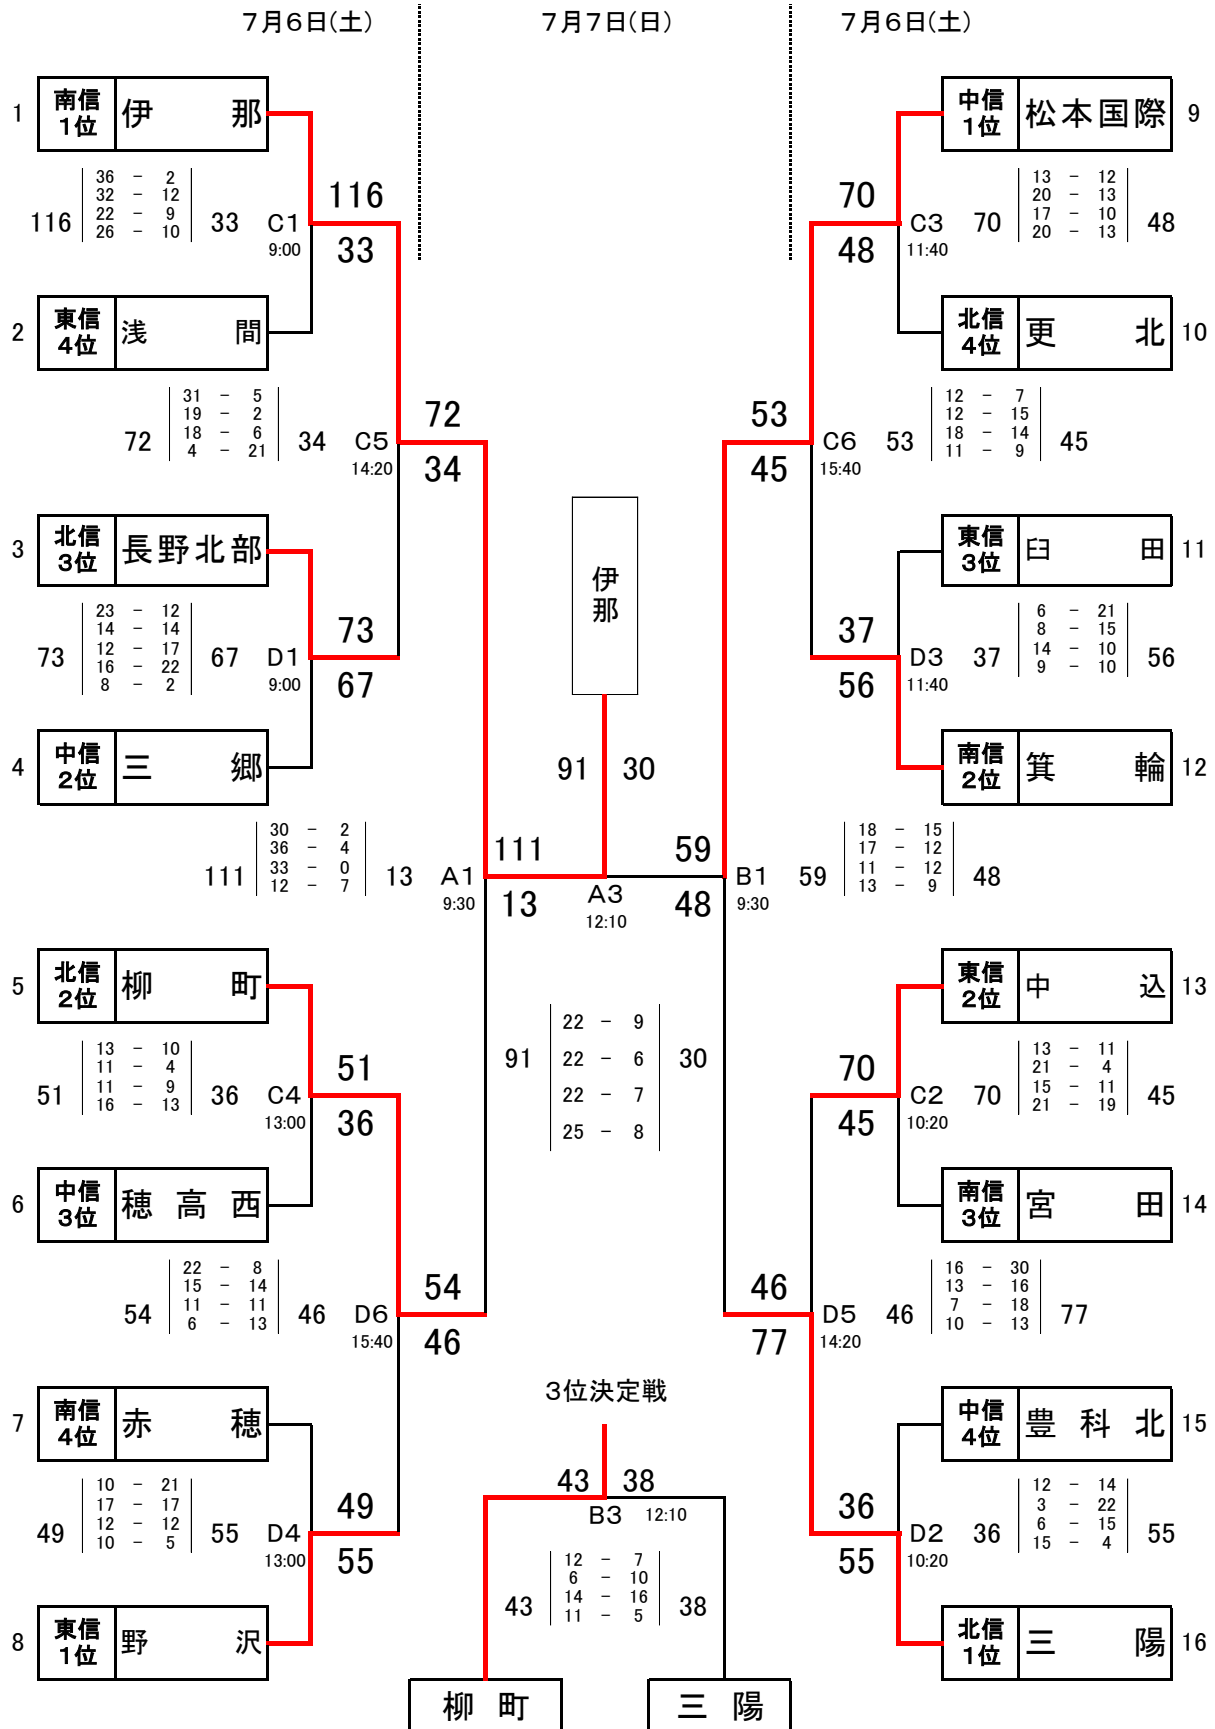 7月6日(土)
7月7日(日)
7月6日(土)
1 南信1位 伊那
36 - 2
32 - 12
22 - 9
26 - 10
116 33 C1 9:00
116
33
2 東信4位 浅間
31 - 5
19 - 2
18 - 6
4 - 21
72 34 C5 14:20
72
34
3 北信3位 長野北部
23 - 12
14 - 14
12 - 17
16 - 22
8 - 2
73 67 D1 9:00
73
67
4 中信2位 三郷
30 - 2
36 - 4
33 - 0
12 - 7
111 13 A1 9:30
111
13
5 北信2位 柳町
13 - 10
11 - 4
11 - 9
16 - 13
51 36 C4 13:00
51
36
6 中信3位 穂高西
22 - 8
15 - 14
11 - 11
6 - 13
54 46 D6 15:40
54
46
7 南信4位 赤穂
10 - 21
17 - 17
12 - 12
10 - 5
49 55 D4 13:00
49
55
8 東信1位 野沢
伊那
91 30
A3
12:10
22 - 9
22 - 6
22 - 7
25 - 8
91 30
3位決定戦
43 38
B3 12:10
12 - 7
6 - 10
14 - 16
11 - 5
43 38
柳町
三陽
中信1位 松本国際 9
70
48
C3 11:40 70 48
13 - 12
20 - 13
17 - 10
20 - 13
北信4位 更北 10
53
45
C6 15:40 53 45
12 - 7
12 - 15
18 - 14
11 - 9
東信3位 臼田 11
37
56
D3 11:40 37 56
6 - 21
8 - 15
14 - 10
9 - 10
南信2位 箕輪 12
59
48
B1 9:30 59 48
18 - 15
17 - 12
11 - 12
13 - 9
東信2位 中込 13
70
45
C2 10:20 70 45
13 - 11
21 - 4
15 - 11
21 - 19
南信3位 宮田 14
46
77
D5 14:20 46 77
16 - 30
13 - 16
7 - 18
10 - 13
中信4位 豊科北 15
36
55
D2 10:20 36 55
12 - 14
3 - 22
6 - 15
15 - 4
北信1位 三陽 16